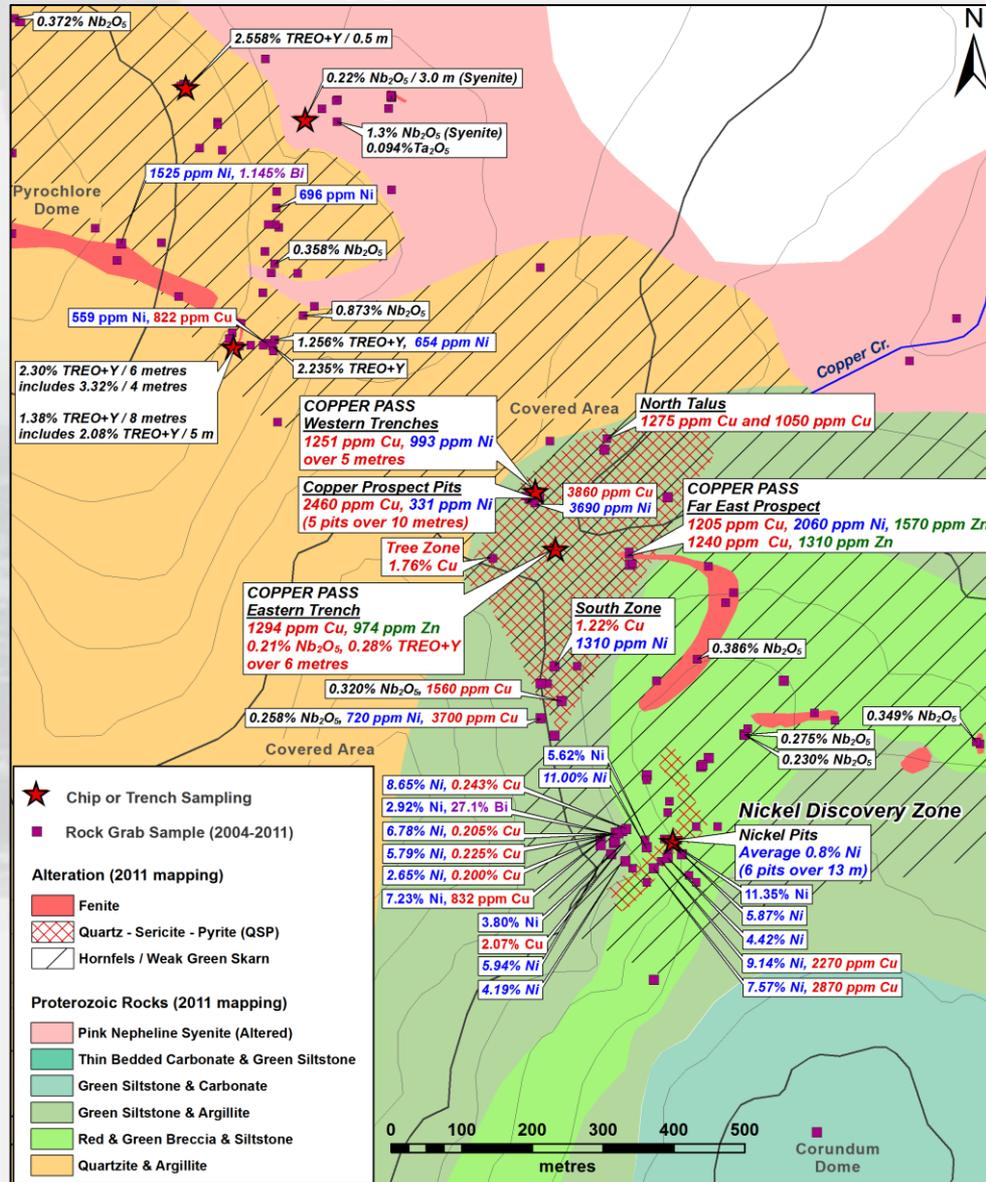 0.372% Nb₂O₅
2.558% TREO+Y / 0.5 m
N
0.22% Nb₂O₅ / 3.0 m (Syenite)
1.3% Nb₂O₅ (Syenite)
0.094%Ta₂O₅
1525 ppm Ni, 1.145% Bi
Pyrochlore
Dome
696 ppm Ni
0.358% Nb₂O₅
0.873% Nb₂O₅
559 ppm Ni, 822 ppm Cu
1.256% TREO+Y, 654 ppm Ni
2.235% TREO+Y
2.30% TREO+Y / 6 metres
includes 3.32% / 4 metres
1.38% TREO+Y / 8 metres
includes 2.08% TREO+Y / 5 m
Copper Cr.
COPPER PASS
Western Trenches
1251 ppm Cu, 993 ppm Ni
over 5 metres
Covered Area
North Talus
1275 ppm Cu and 1050 ppm Cu
Copper Prospect Pits
2460 ppm Cu, 331 ppm Ni
(5 pits over 10 metres)
3860 ppm Cu
3690 ppm Ni
COPPER PASS
Far East Prospect
1205 ppm Cu, 2060 ppm Ni, 1570 ppm Zn
1240 ppm Cu, 1310 ppm Zn
Tree Zone
1.76% Cu
COPPER PASS
Eastern Trench
1294 ppm Cu, 974 ppm Zn
0.21% Nb₂O₅, 0.28% TREO+Y
over 6 metres
South Zone
1.22% Cu
1310 ppm Ni
0.386% Nb₂O₅
0.320% Nb₂O₅, 1560 ppm Cu
0.258% Nb₂O₅, 720 ppm Ni, 3700 ppm Cu
0.349% Nb₂O₅
0.275% Nb₂O₅
0.230% Nb₂O₅
Covered Area
5.62% Ni
11.00% Ni
8.65% Ni, 0.243% Cu
2.92% Ni, 27.1% Bi
6.78% Ni, 0.205% Cu
5.79% Ni, 0.225% Cu
2.65% Ni, 0.200% Cu
7.23% Ni, 832 ppm Cu
3.80% Ni
2.07% Cu
5.94% Ni
4.19% Ni
Nickel Discovery Zone
Nickel Pits
Average 0.8% Ni
(6 pits over 13 m)
11.35% Ni
5.87% Ni
4.42% Ni
9.14% Ni, 2270 ppm Cu
7.57% Ni, 2870 ppm Cu
Chip or Trench Sampling
Rock Grab Sample (2004-2011)
Alteration (2011 mapping)
Fenite
Quartz - Sericite - Pyrite (QSP)
Hornfels / Weak Green Skarn
Proterozoic Rocks (2011 mapping)
Pink Nepheline Syenite (Altered)
Thin Bedded Carbonate & Green Siltstone
Green Siltstone & Carbonate
Green Siltstone & Argillite
Red & Green Breccia & Siltstone
Quartzite & Argillite
0 100 200 300 400 500
metres
Corundum
Dome